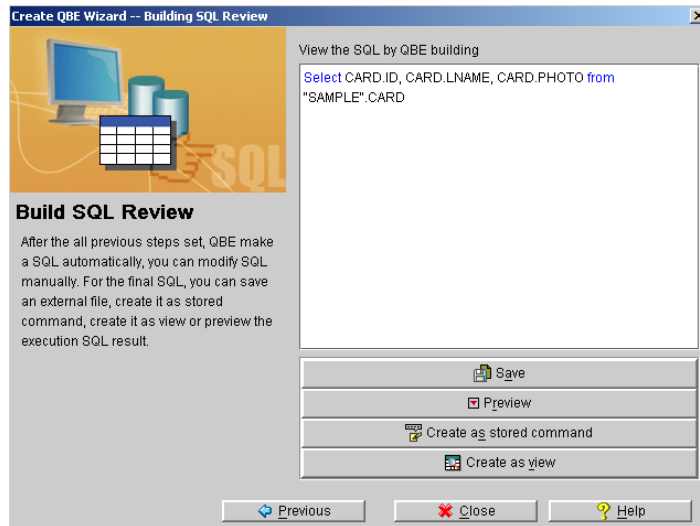 Create QBE Wizard -- Building SQL Review
SQL
Build SQL Review
After the all previous steps set, QBE make
a SQL automatically, you can modify SQL
manually. For the final SQL, you can save
an external file, create it as stored
command, create it as view or preview the
execution SQL result.
View the SQL by QBE building
Select CARD.ID, CARD.LNAME, CARD.PHOTO from
"SAMPLE".CARD
Save
Preview
Create as stored command
Create as view
Previous
Close
Help